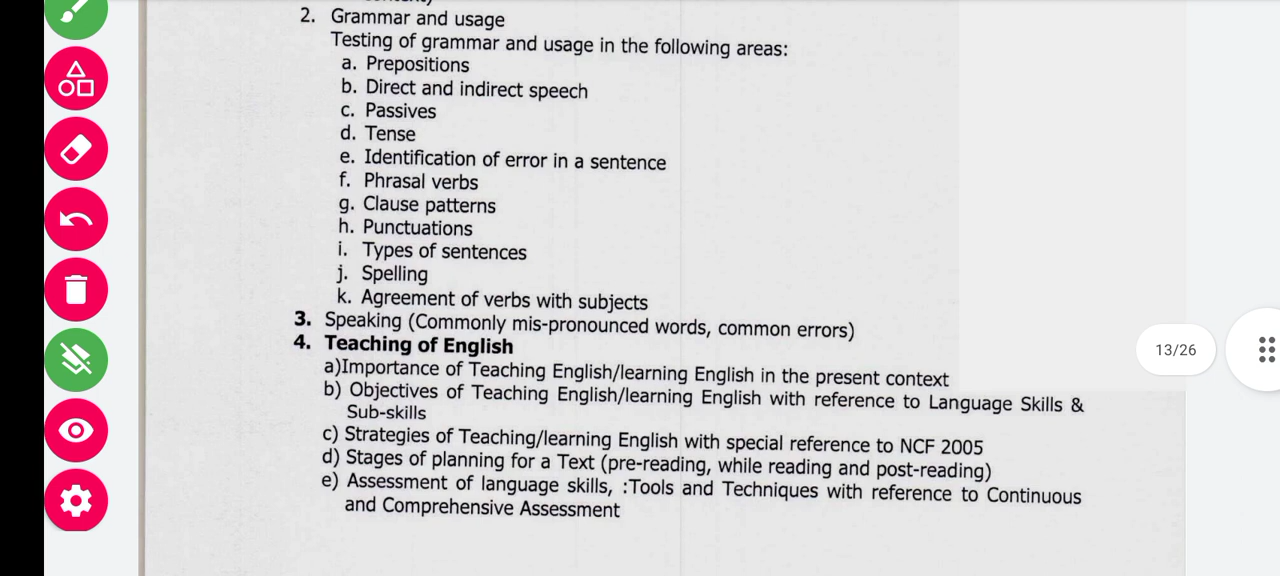 2. Grammar and usage
Testing of grammar and usage in the following areas:
a. Prepositions
b. Direct and indirect speech
c. Passives
d. Tense
e. Identification of error in a sentence
f. Phrasal verbs
g. Clause patterns
h. Punctuations
i. Types of sentences
j. Spelling
k. Agreement of verbs with subjects
3. Speaking (Commonly mis-pronounced words, common errors)
4. Teaching of English
a)Importance of Teaching English/learning English in the present context
b) Objectives of Teaching English/learning English with reference to Language Skills &
Sub-skills
c) Strategies of Teaching/learning English with special reference to NCF 2005
d) Stages of planning for a Text (pre-reading, while reading and post-reading)
e) Assessment of language skills, :Tools and Techniques with reference to Continuous
and Comprehensive Assessment
13/26